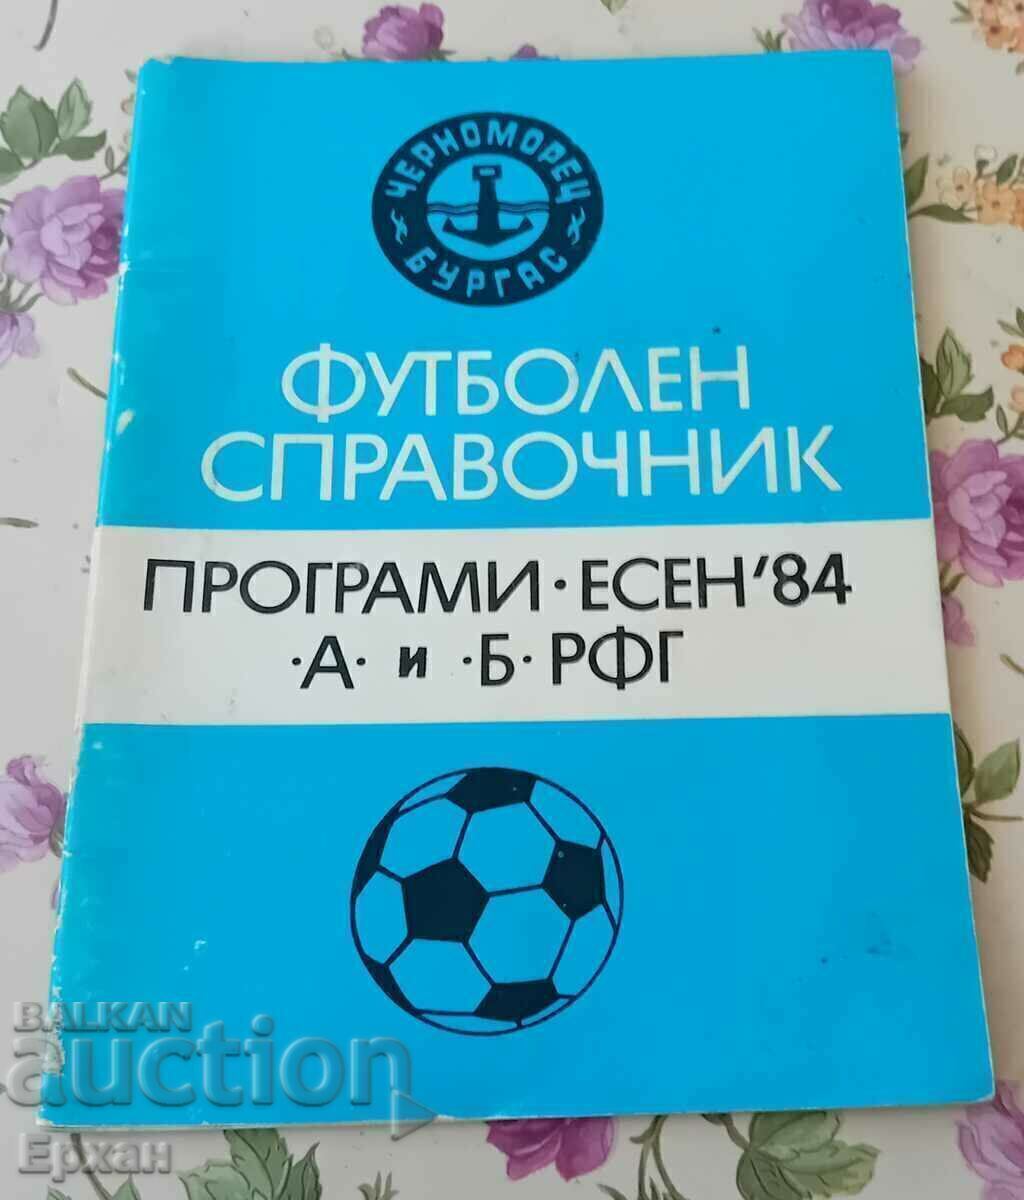 ЧЕРНОМОРЕЦ
БУРГАС
ФУТБОЛЕН
СПРАВОЧНИК
ПРОГРАМИ·ЕСЕН'84
·А· и ·Б· РФГ
BALKAN
auction
Ерхан